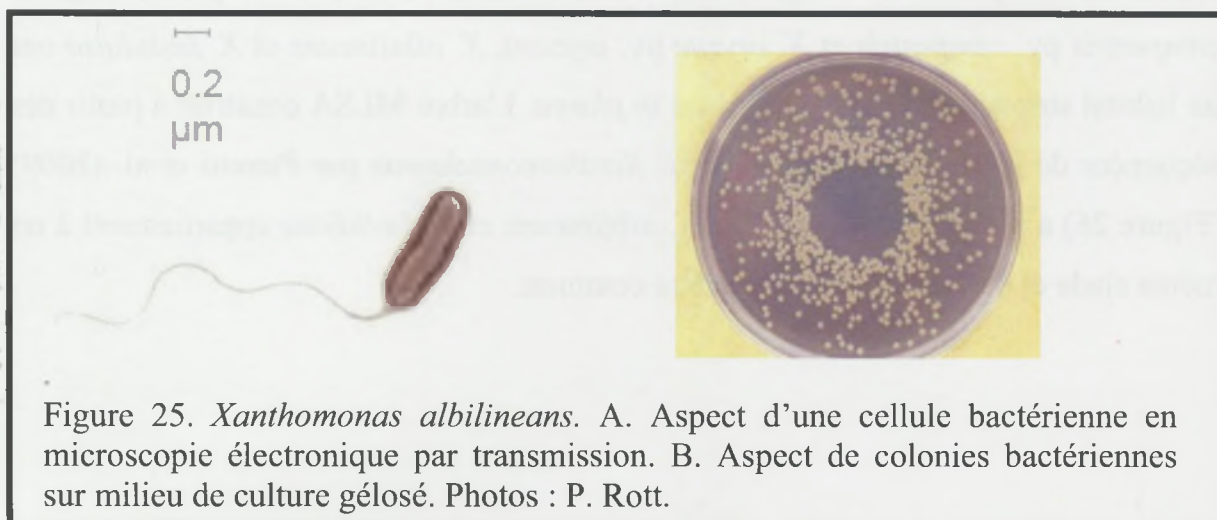 0.2
µm
Figure 25. Xanthomonas albilineans. A. Aspect d'une cellule bactérienne en
microscopie électronique par transmission. B. Aspect de colonies bactériennes
sur milieu de culture gélosé. Photos : P. Rott.